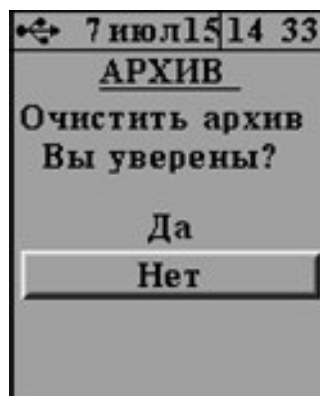 7 июл15 14 33
АРХИВ
Очистить архив
Вы уверены?
Да
Нет